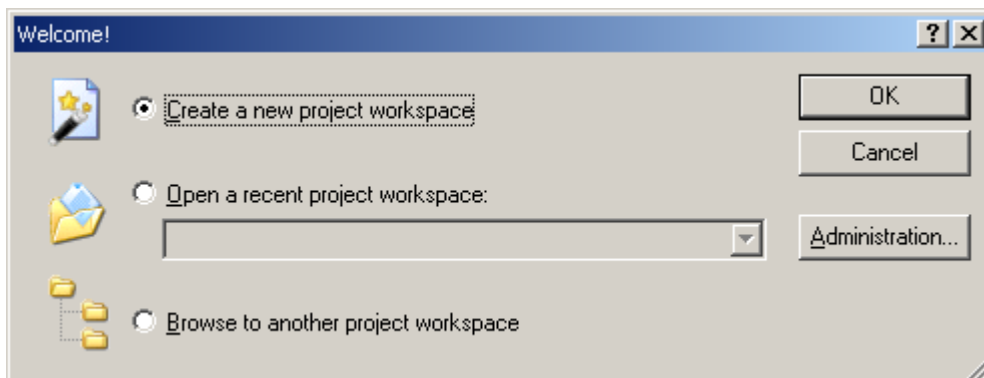 Welcome!
Create a new project workspace
OK
Cancel
Open a recent project workspace:
Administration...
Browse to another project workspace